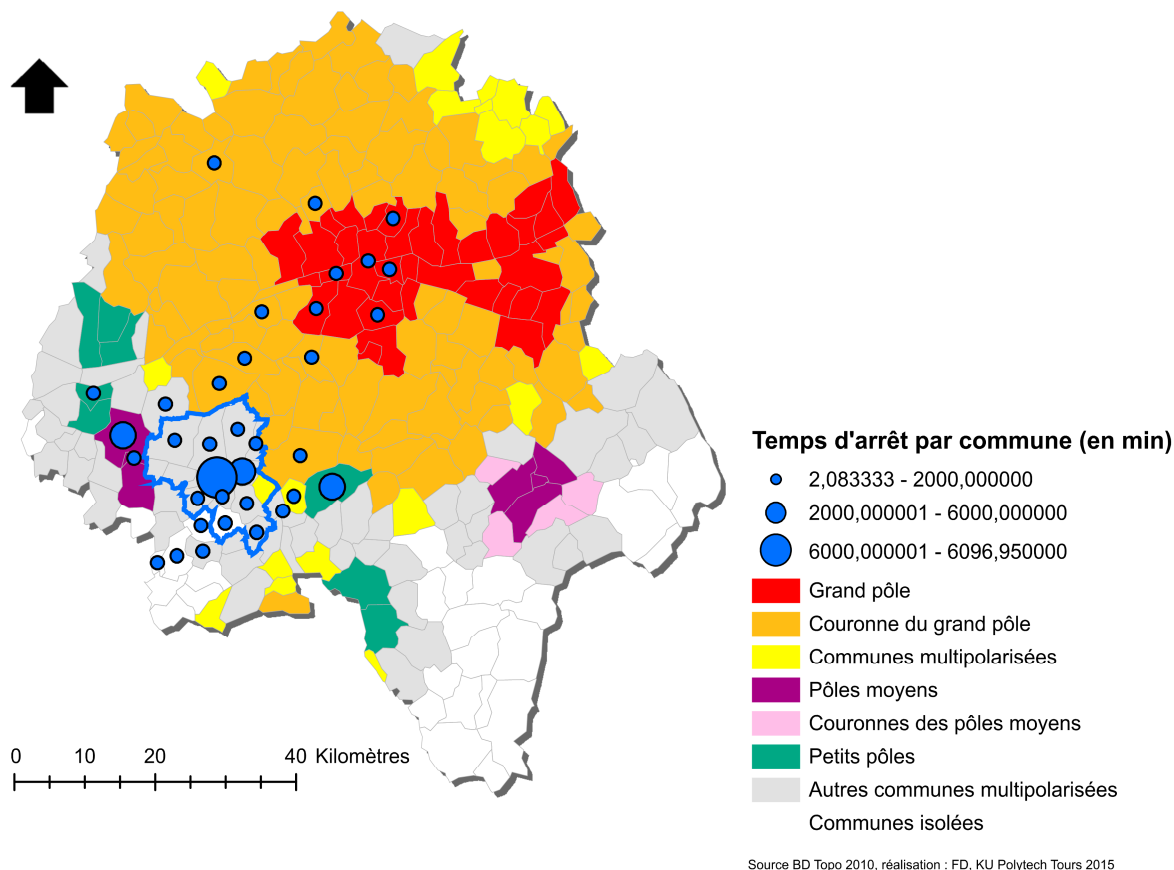 Temps d'arrêt par commune (en min)
2,083333 - 2000,000000
2000,000001 - 6000,000000
6000,000001 - 6096,950000
Grand pôle
Couronne du grand pôle
Communes multipolarisées
Pôles moyens
Couronnes des pôles moyens
Petits pôles
Autres communes multipolarisées
Communes isolées
0 10 20 40 Kilomètres
Source BD Topo 2010, réalisation : FD, KU Polytech Tours 2015